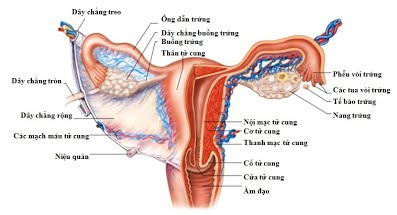 Dây chằng treo
Ống dẫn trứng
Dây chằng buồng trứng
Buồng trứng
Thân tử cung
Dây chằng tròn
Dây chằng rộng
Các mạch máu tử cung
Niệu quản
Phễu vòi trứng
Các tua vòi trứng
Tế bào trứng
Nang trứng
Nội mạc tử cung
Cơ tử cung
Thanh mạc tử cung
Cổ tử cung
Cửa tử cung
Âm đạo